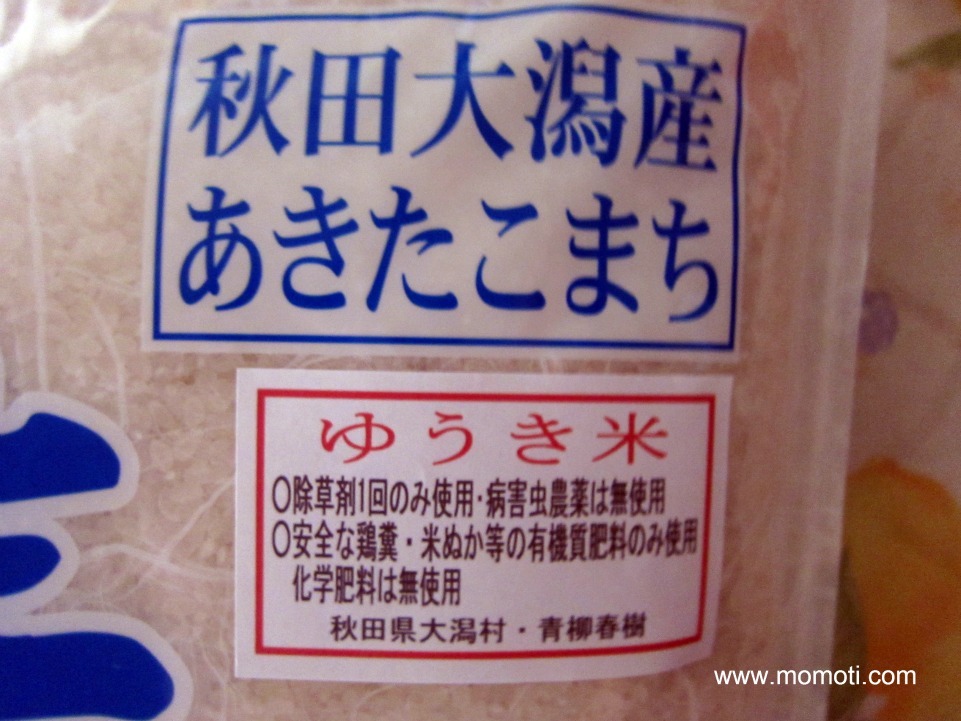 秋田大潟産
あきたこまち
ゆうき米
〇除草剤1回のみ使用・病害虫農薬は無使用
〇安全な鶏糞・米ぬか等の有機質肥料のみ使用
化学肥料は無使用
秋田県大潟村・青柳春樹
www.momoti.com